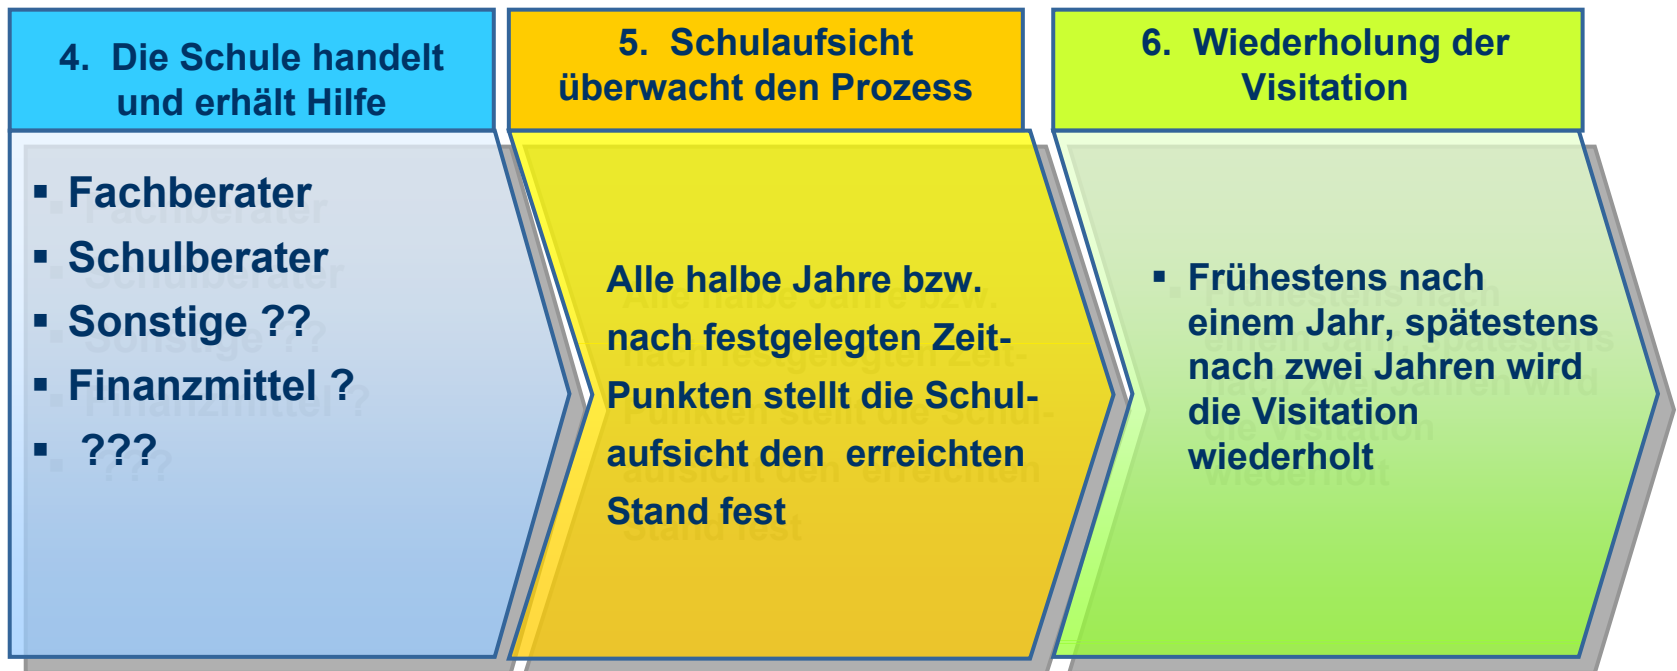 4. Die Schule handelt
und erhält Hilfe
▪ Fachberater
▪ Schulberater
▪ Sonstige ??
▪ Finanzmittel ?
▪ ???
5. Schulaufsicht
überwacht den Prozess
Alle halbe Jahre bzw.
nach festgelegten Zeit-
Punkten stellt die Schul-
aufsicht den erreichten
Stand fest
6. Wiederholung der
Visitation
▪ Frühestens nach
einem Jahr, spätestens
nach zwei Jahren wird
die Visitation
wiederholt